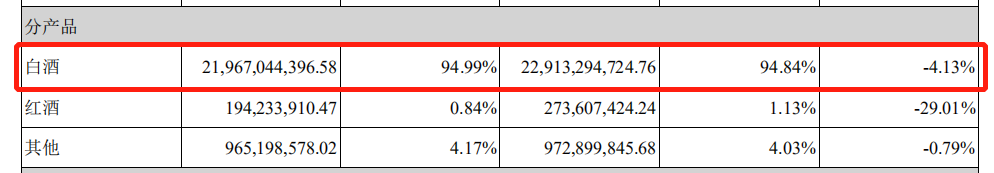 分产品
白酒 21,967,044,396.58 94.99% 22,913,294,724.76 94.84% -4.13%
红酒 194,233,910.47 0.84% 273,607,424.24 1.13% -29.01%
其他 965,198,578.02 4.17% 972,899,845.68 4.03% -0.79%